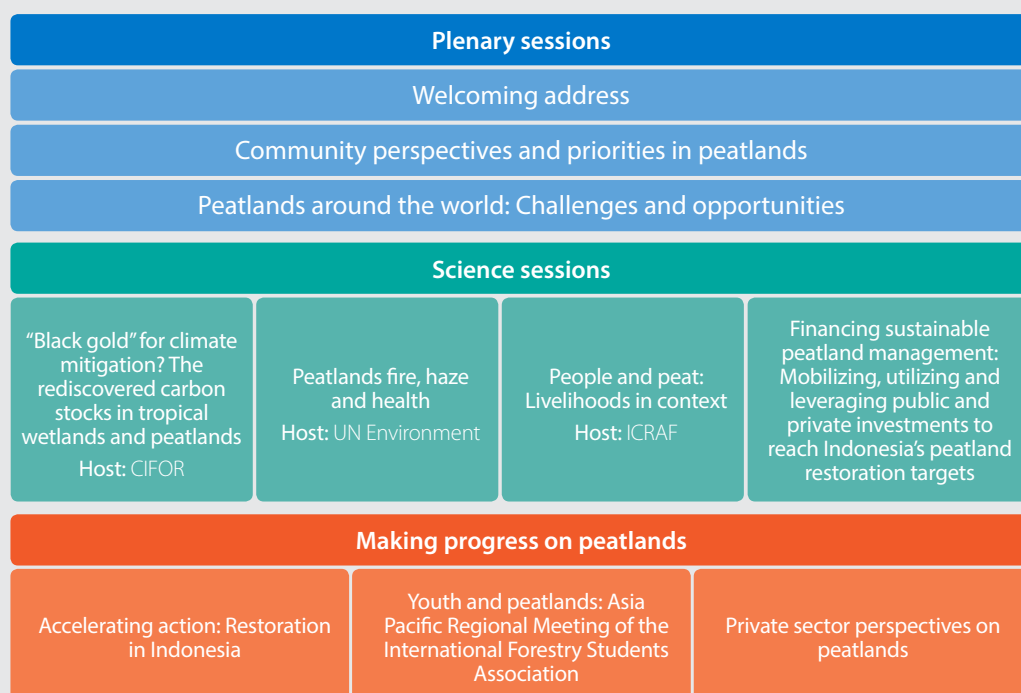 Plenary sessions
Welcoming address
Community perspectives and priorities in peatlands
Peatlands around the world: Challenges and opportunities
Science sessions
“Black gold” for climate
mitigation? The
rediscovered carbon
stocks in tropical
wetlands and peatlands
Host: CIFOR
Peatlands fire, haze
and health
Host: UN Environment
People and peat:
Livelihoods in context
Host: ICRAF
Financing sustainable
peatland management:
Mobilizing, utilizing and
leveraging public and
private investments to
reach Indonesia’s peatland
restoration targets
Making progress on peatlands
Accelerating action: Restoration
in Indonesia
Youth and peatlands: Asia
Pacific Regional Meeting of the
International Forestry Students
Association
Private sector perspectives on
peatlands